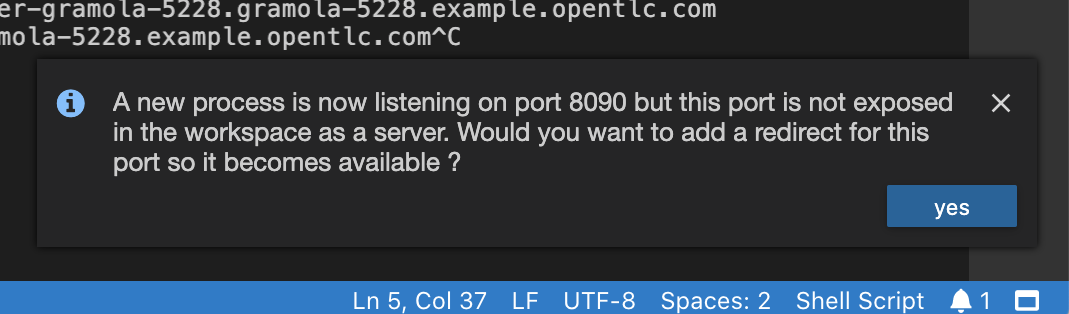 er-gramola-5228.gramola-5228.example.opentlc.com
mola-5228.example.opentlc.com^C
A new process is now listening on port 8090 but this port is not exposed
in the workspace as a server. Would you want to add a redirect for this
port so it becomes available ?
yes
Ln 5, Col 37 LF UTF-8 Spaces: 2 Shell Script 1